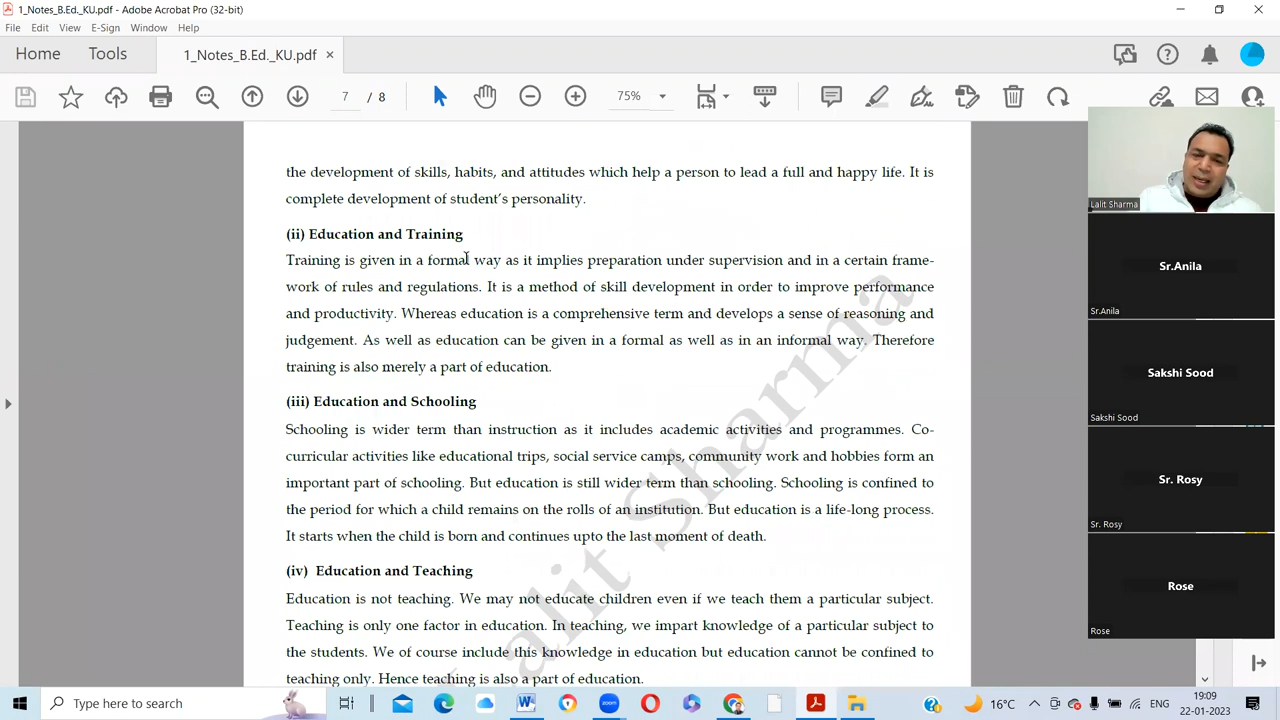 1_Notes_B.Ed._KU.pdf - Adobe Acrobat Pro (32-bit)
File Edit View E-Sign Window Help
Home Tools 1_Notes_B.Ed._KU.pdf ×
7 / 8 75%
the development of skills, habits, and attitudes which help a person to lead a full and happy life. It is
complete development of student's personality.
(ii) Education and Training
Training is given in a formal way as it implies preparation under supervision and in a certain frame-
work of rules and regulations. It is a method of skill development in order to improve performance
and productivity. Whereas education is a comprehensive term and develops a sense of reasoning and
judgement. As well as education can be given in a formal as well as in an informal way. Therefore
training is also merely a part of education.
(iii) Education and Schooling
Schooling is wider term than instruction as it includes academic activities and programmes. Co-
curricular activities like educational trips, social service camps, community work and hobbies form an
important part of schooling. But education is still wider term than schooling. Schooling is confined to
the period for which a child remains on the rolls of an institution. But education is a life-long process.
It starts when the child is born and continues upto the last moment of death.
(iv) Education and Teaching
Education is not teaching. We may not educate children even if we teach them a particular subject.
Teaching is only one factor in education. In teaching, we impart knowledge of a particular subject to
the students. We of course include this knowledge in education but education cannot be confined to
teaching only. Hence teaching is also a part of education.
alit Sharma
Lalit Sharma
Sr.Anila
Sr.Anila
Sakshi Sood
Sakshi Sood
Sr. Rosy
Sr. Rosy
Rose
Rose
Type here to search
zoom
16°C
ENG
19:09
22-01-2023